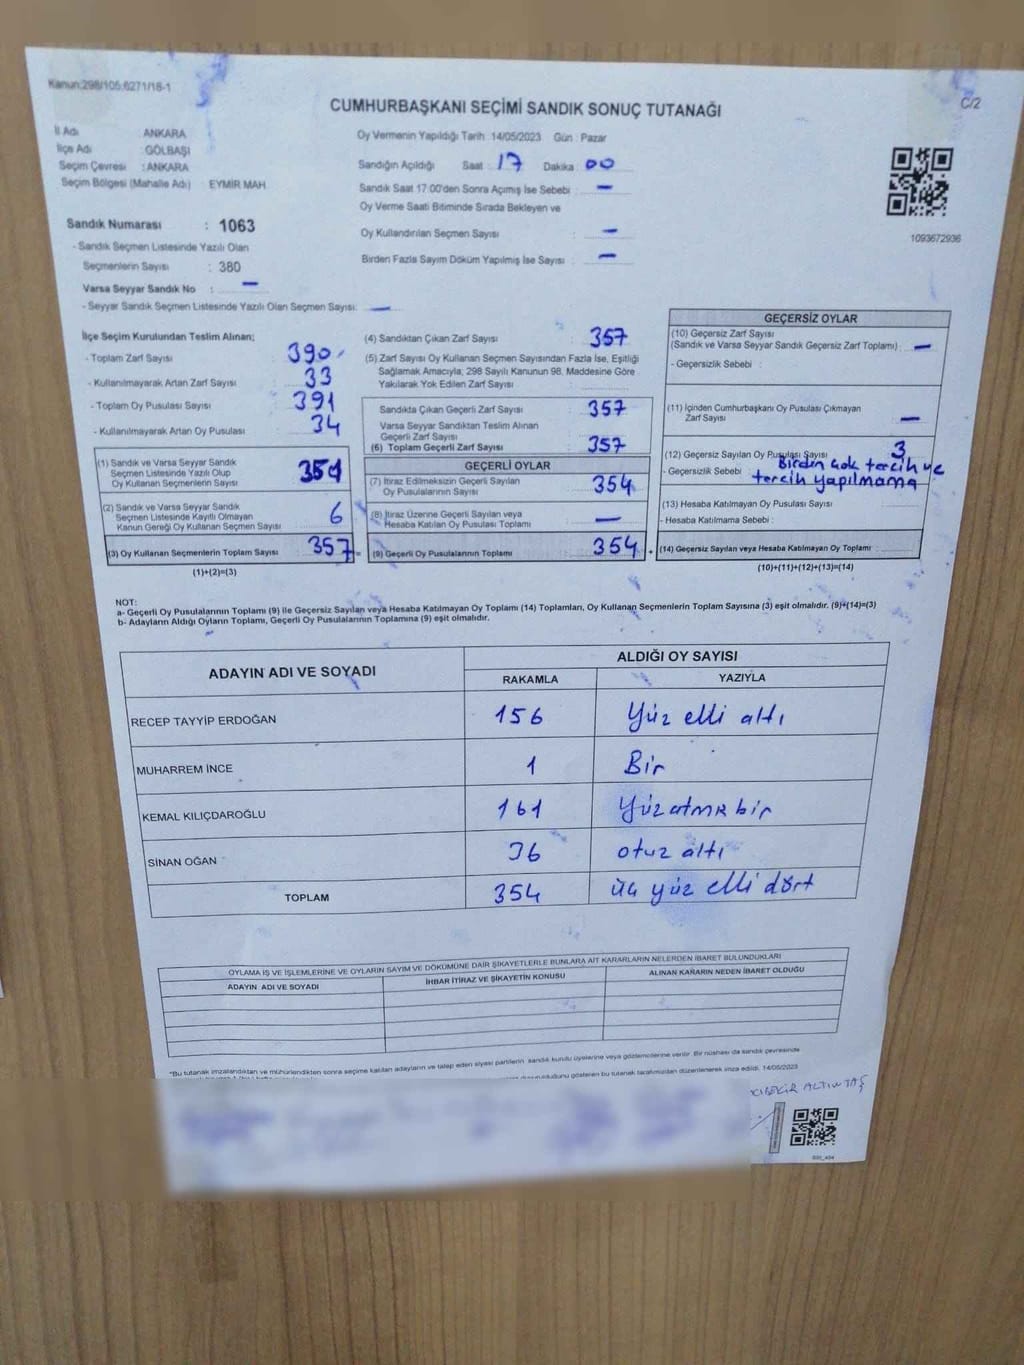 Kanun:298/105;6271/18-1
C/2
CUMHURBAŞKANI SEÇİMİ SANDIK SONUÇ TUTANAĞI
İl Adı ANKARA
İlçe Adı : GÖLBAŞI
Seçim Çevresi : ANKARA
Seçim Bölgesi (Mahalle Adı) EYMİR MAH
Sandık Numarası : 1063
- Sandık Seçmen Listesinde Yazılı Olan
Seçmenlerin Sayısı : 380
Varsa Seyyar Sandık No : —
- Seyyar Sandık Seçmen Listesinde Yazılı Olan Seçmen Sayısı: —
Oy Vermenin Yapıldığı Tarih 14/05/2023 Gün : Pazar
Sandığın Açıldığı Saat : 17 Dakika : 00
Sandık Saat 17:00'den Sonra Açımış İse Sebebi : —
Oy Verme Saati Bitiminde Sırada Bekleyen ve
Oy Kullandırılan Seçmen Sayısı : —
Birden Fazla Sayım Döküm Yapılmış İse Sayısı : —
1093672936
İlçe Seçim Kurulundan Teslim Alınan;
- Toplam Zarf Sayısı : 390
- Kullanılmayarak Artan Zarf Sayısı : 33
- Toplam Oy Pusulası Sayısı : 391
- Kullanılmayarak Artan Oy Pusulası : 34
(1) Sandık ve Varsa Seyyar Sandık
Seçmen Listesinde Yazılı Olup
Oy Kullanan Seçmenlerin Sayısı : 351
(2) Sandık ve Varsa Seyyar Sandık
Seçmen Listesinde Kayıtlı Olmayan
Kanun Gereği Oy Kullanan Seçmen Sayısı : 6
(3) Oy Kullanan Seçmenlerin Toplam Sayısı : 357 =
(1)+(2)=(3)
(4) Sandıktan Çıkan Zarf Sayısı : 357
(5) Zarf Sayısı Oy Kullanan Seçmen Sayısından Fazla İse, Eşitliği
Sağlamak Amacıyla; 298 Sayılı Kanunun 98. Maddesine Göre
Yakılarak Yok Edilen Zarf Sayısı :
Sandıkta Çıkan Geçerli Zarf Sayısı : 357
Varsa Seyyar Sandıktan Teslim Alınan
Geçerli Zarf Sayısı :
(6) Toplam Geçerli Zarf Sayısı : 357
GEÇERLİ OYLAR
(7) İtiraz Edilmeksizin Geçerli Sayılan
Oy Pusulalarının Sayısı : 354
(8) İtiraz Üzerine Geçerli Sayılan veya
Hesaba Katılan Oy Pusulası Toplamı : —
(9) Geçerli Oy Pusulalarının Toplamı : 354 +
GEÇERSİZ OYLAR
(10) Geçersiz Zarf Sayısı
(Sandık ve Varsa Seyyar Sandık Geçersiz Zarf Toplamı) : —
- Geçersizlik Sebebi :
(11) İçinden Cumhurbaşkanı Oy Pusulası Çıkmayan
Zarf Sayısı : —
(12) Geçersiz Sayılan Oy Pusulası Sayısı : 3
- Geçersizlik Sebebi : Birden çok tercih ve
tercih yapılmama
(13) Hesaba Katılmayan Oy Pusulası Sayısı :
- Hesaba Katılmama Sebebi :
(14) Geçersiz Sayılan veya Hesaba Katılmayan Oy Toplamı :
(10)+(11)+(12)+(13)=(14)
NOT:
a- Geçerli Oy Pusulalarının Toplamı (9) ile Geçersiz Sayılan veya Hesaba Katılmayan Oy Toplamı (14) Toplamları, Oy Kullanan Seçmenlerin Toplam Sayısına (3) eşit olmalıdır. (9)+(14)=(3)
b- Adayların Aldığı Oyların Toplamı, Geçerli Oy Pusulalarının Toplamına (9) eşit olmalıdır.
ADAYIN ADI VE SOYADI
ALDIĞI OY SAYISI
RAKAMLA YAZIYLA
RECEP TAYYİP ERDOĞAN 156 Yüz elli altı
MUHARREM İNCE 1 Bir
KEMAL KILIÇDAROĞLU 161 Yüzatmış bir
SİNAN OĞAN 36 otuz altı
TOPLAM 354 üç yüz elli dört
OYLAMA İŞ VE İŞLEMLERİNE VE OYLARIN SAYIM VE DÖKÜMÜNE DAİR ŞİKAYETLERLE BUNLARA AİT KARARLARIN NELERDEN İBARET BULUNDUKLARI
ADAYIN ADI VE SOYADI İHBAR İTİRAZ VE ŞİKAYETİN KONUSU ALINAN KARARIN NEDEN İBARET OLDUĞU
"Bu tutanak imzalandıktan ve mühürlendikten sonra seçime katılan adayların ve talep eden siyasi partilerin sandık kurulu üyelerine veya gözlemcilerine verilir. Bir nüshası da sandık çevresinde
gösteren bu tutanak tarafımızdan düzenlenerek imza edildi. 14/05/2023
ALTINTAŞ